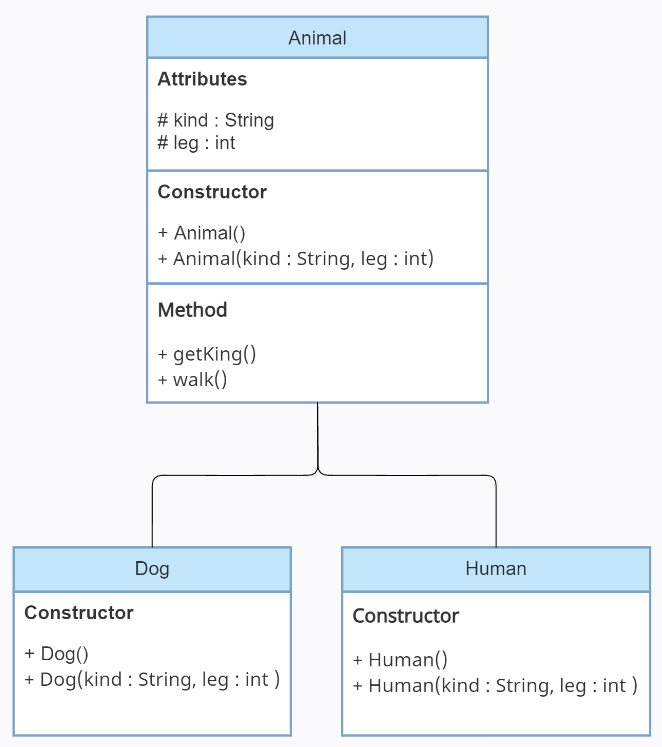 Animal
Attributes
# kind : String
# leg : int
Constructor
+ Animal()
+ Animal(kind : String, leg : int)
Method
+ getKing()
+ walk()
Dog
Constructor
+ Dog()
+ Dog(kind : String, leg : int )
Human
Constructor
+ Human()
+ Human(kind : String, leg : int )